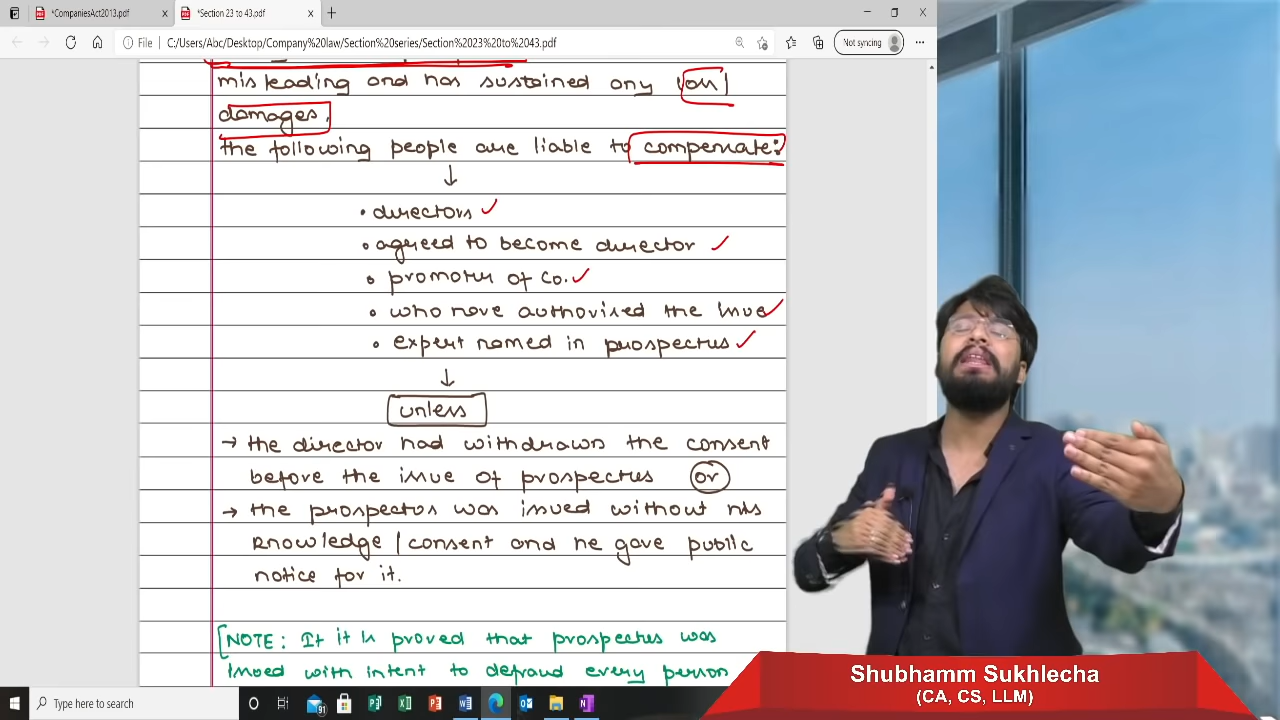 *CompaniesAct2013.pdf
*Section 23 to 43.pdf
File
C:/Users/Abc/Desktop/Company%20law/Section%20series/Section%2023%20to%2043.pdf
Not syncing
misleading and has sustained any loss
damages.
The following people are liable to compensate:
• directors
• agreed to become director
• promoter of co.
• who have authorised the issue
• expert named in prospectus
unless
→ the director had withdrawn the consent
before the issue of prospectus or
→ the prospectus was issued without his
knowledge / consent and he gave public
notice for it.
[NOTE: If it is proved that prospectus was
issued with intent to defraud every person
Shubhamm Sukhlecha
(CA, CS, LLM)
Type here to search
91